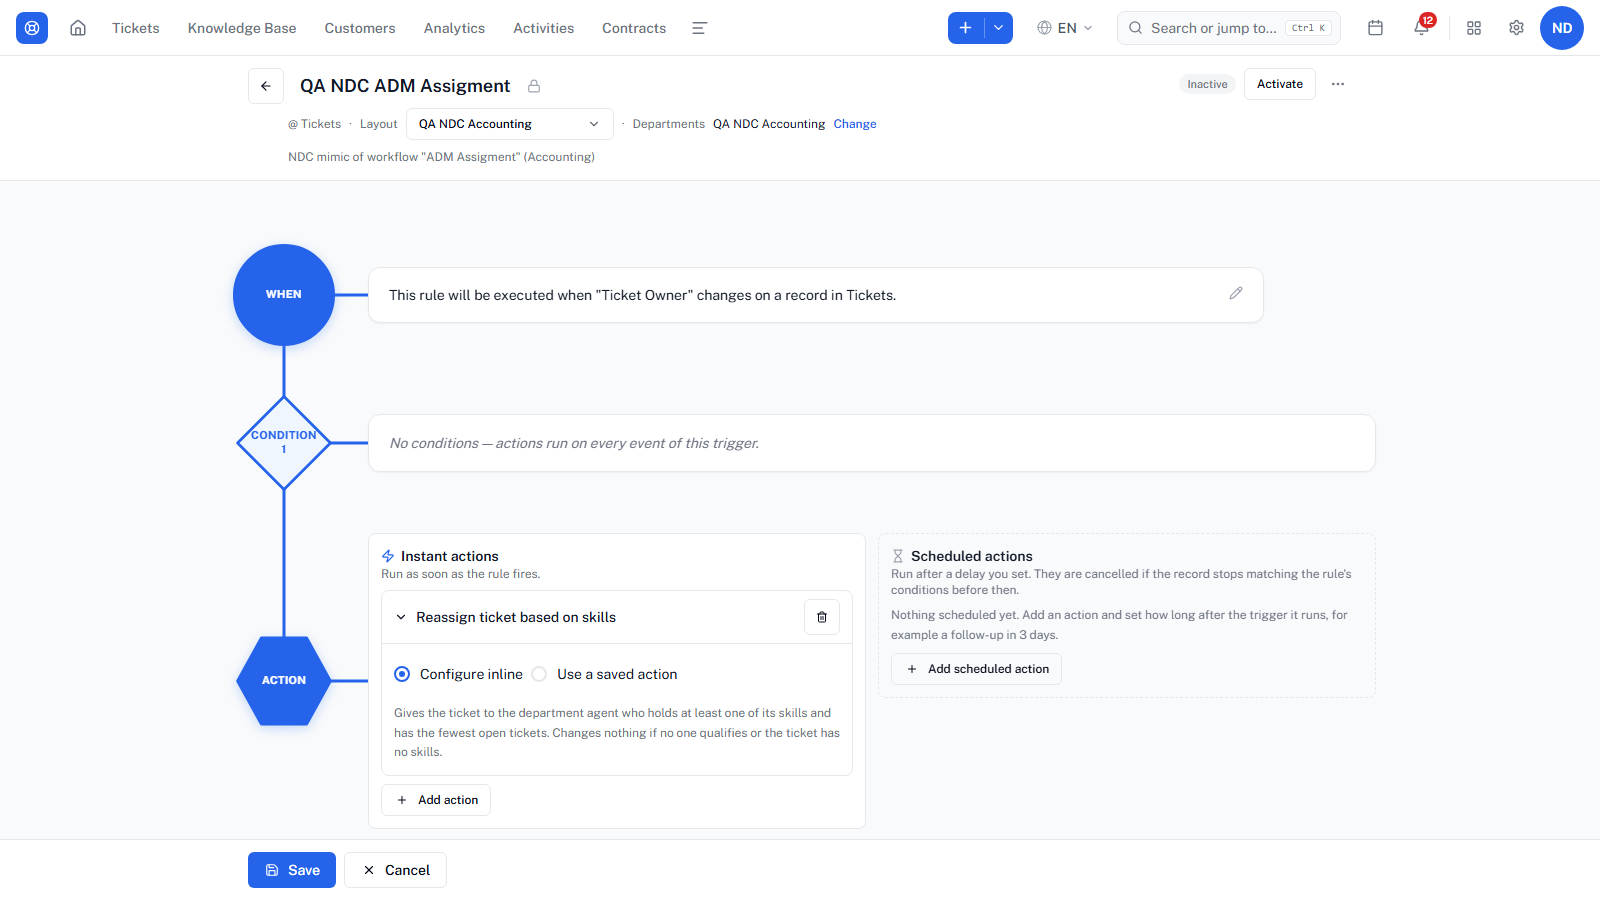 Tickets Knowledge Base Customers Analytics Activities Contracts EN Search or jump to... Ctrl K 12 ND
QA NDC ADM Assigment Inactive Activate
@ Tickets · Layout QA NDC Accounting · Departments QA NDC Accounting Change
NDC mimic of workflow "ADM Assigment" (Accounting)
WHEN
This rule will be executed when "Ticket Owner" changes on a record in Tickets.
CONDITION
1
No conditions — actions run on every event of this trigger.
Instant actions
Run as soon as the rule fires.
Reassign ticket based on skills
Configure inline Use a saved action
Gives the ticket to the department agent who holds at least one of its skills and
has the fewest open tickets. Changes nothing if no one qualifies or the ticket has
no skills.
Add action
Scheduled actions
Run after a delay you set. They are cancelled if the record stops matching the rule's
conditions before then.
Nothing scheduled yet. Add an action and set how long after the trigger it runs, for
example a follow-up in 3 days.
Add scheduled action
ACTION
Save Cancel